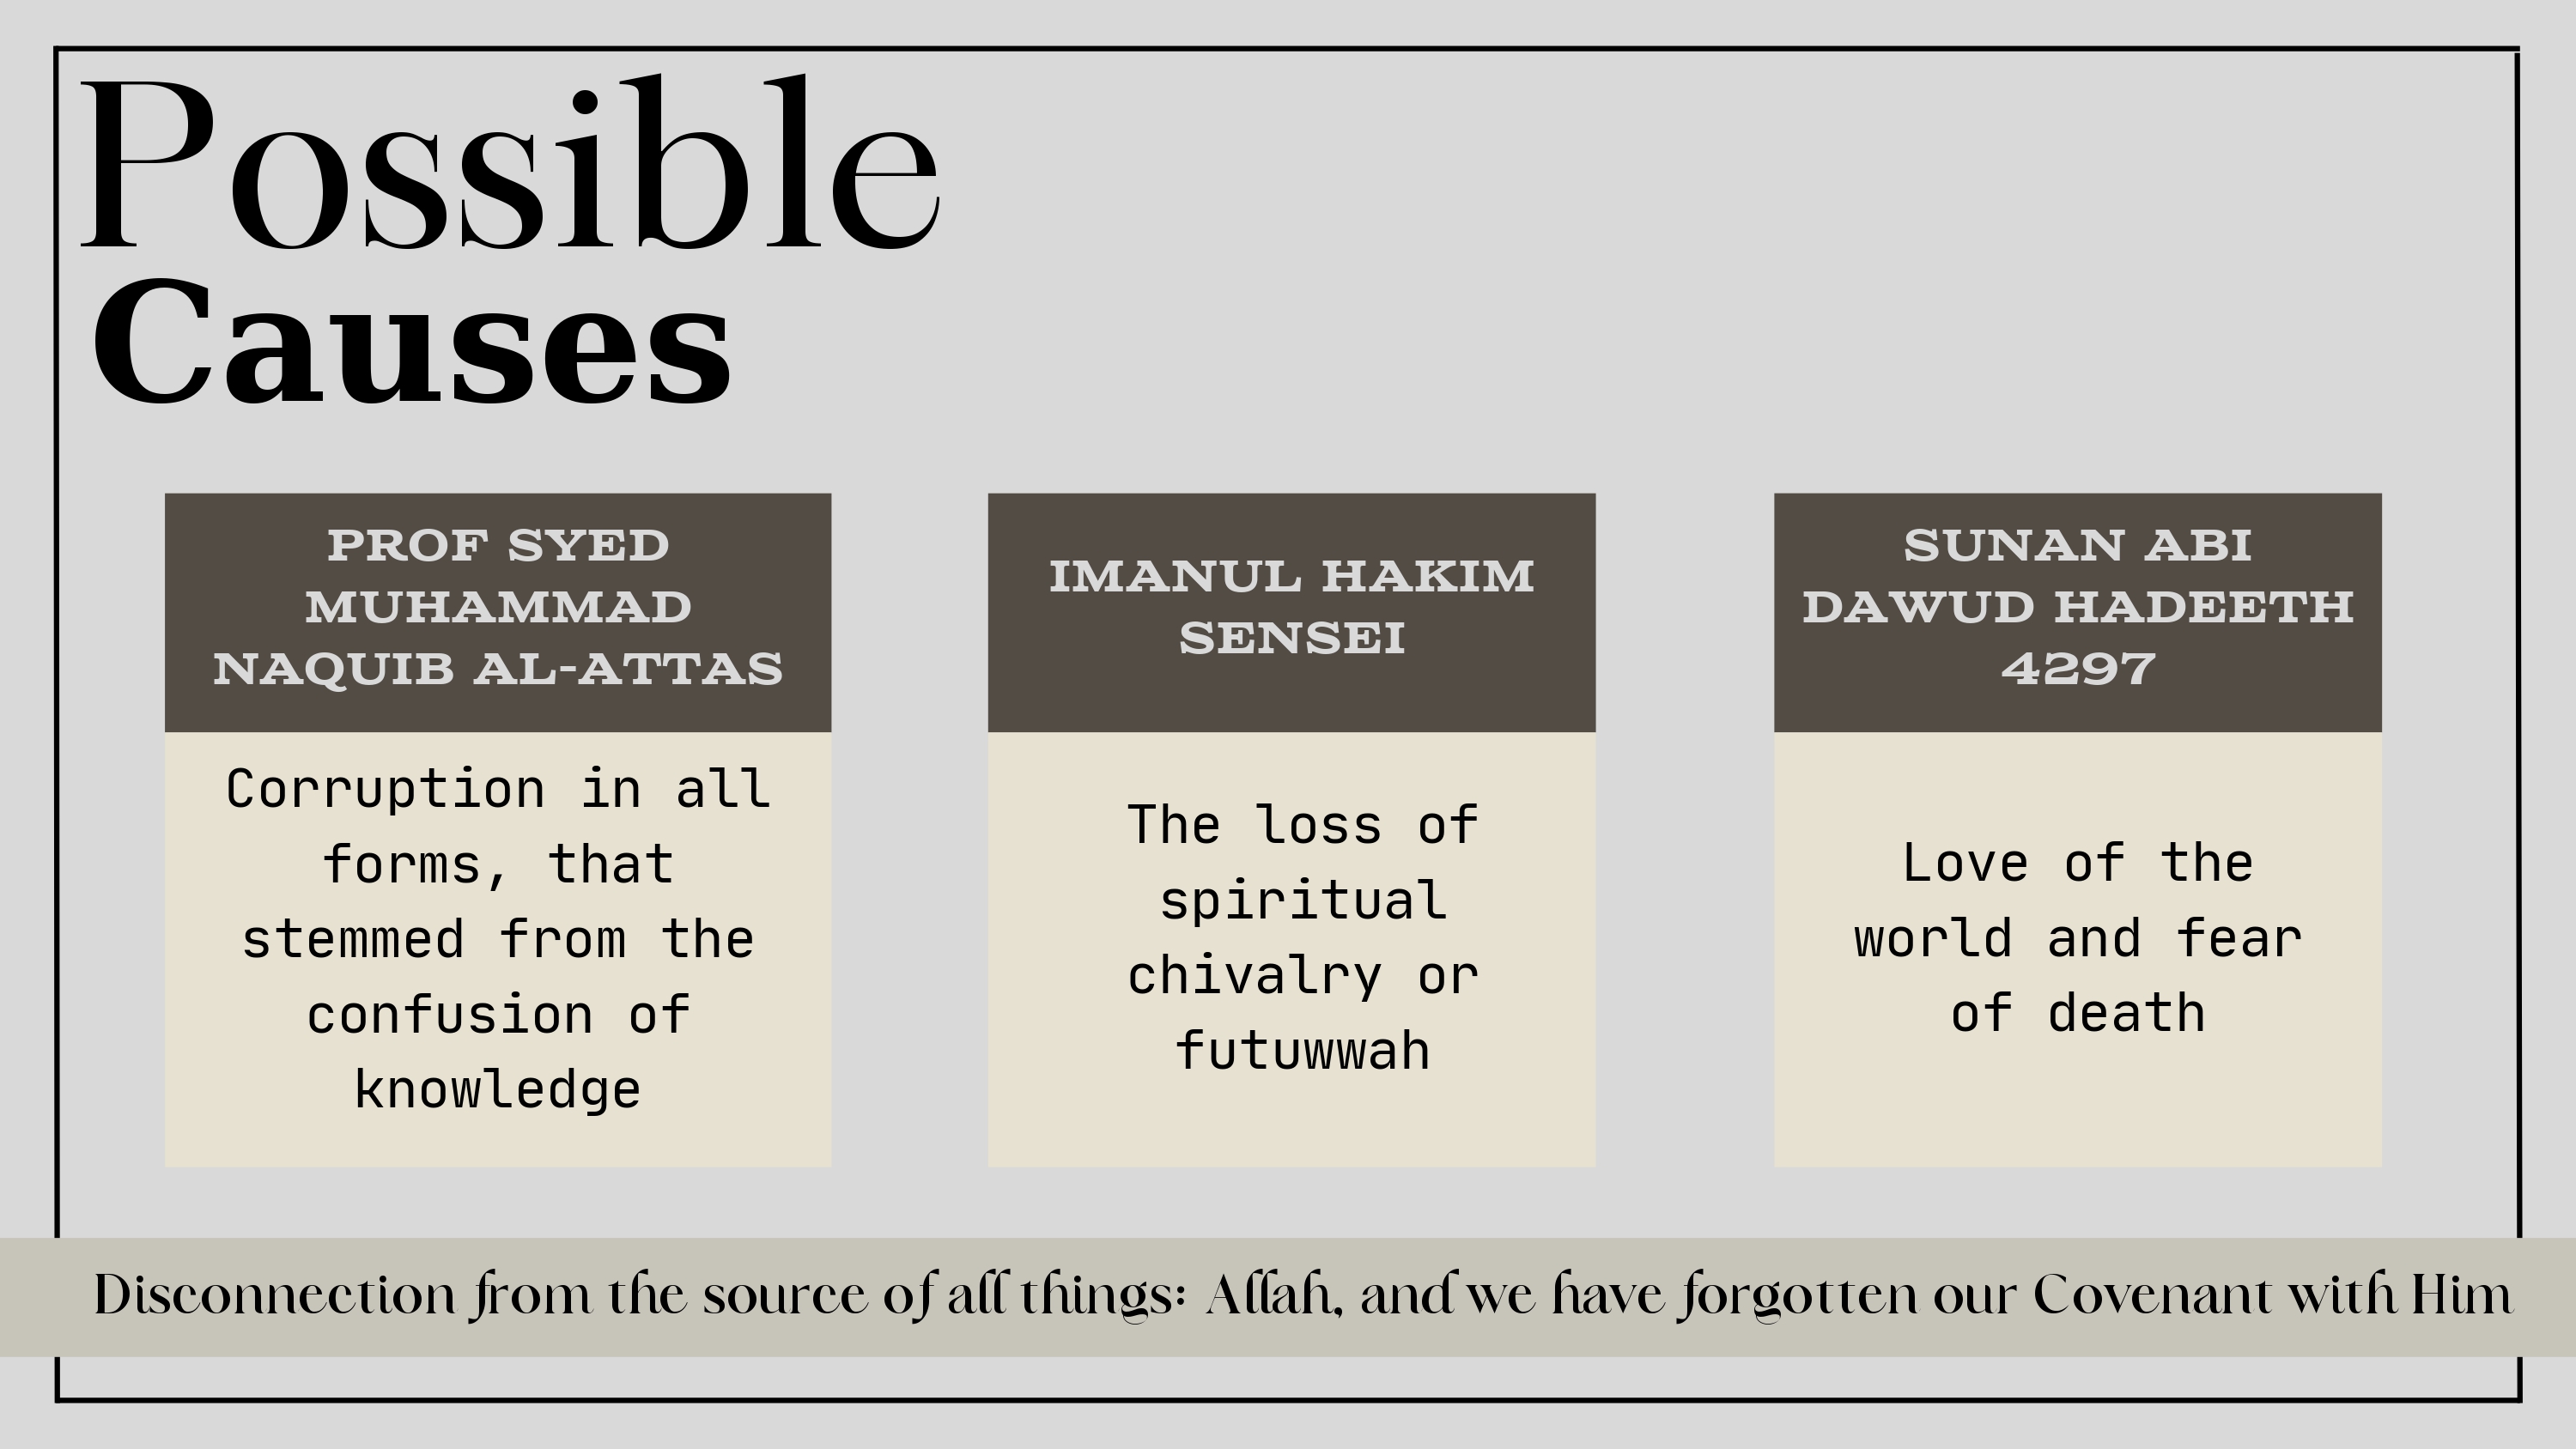 Possible
Causes
PROF SYED
MUHAMMAD
NAQUIB AL-ATTAS
Corruption in all
forms, that
stemmed from the
confusion of
knowledge
IMANUL HAKIM
SENSEI
The loss of
spiritual
chivalry or
futuwwah
SUNAN ABI
DAWUD HADEETH
4297
Love of the
world and fear
of death
Disconnection from the source of all things: Allah, and we have forgotten our Covenant with Him